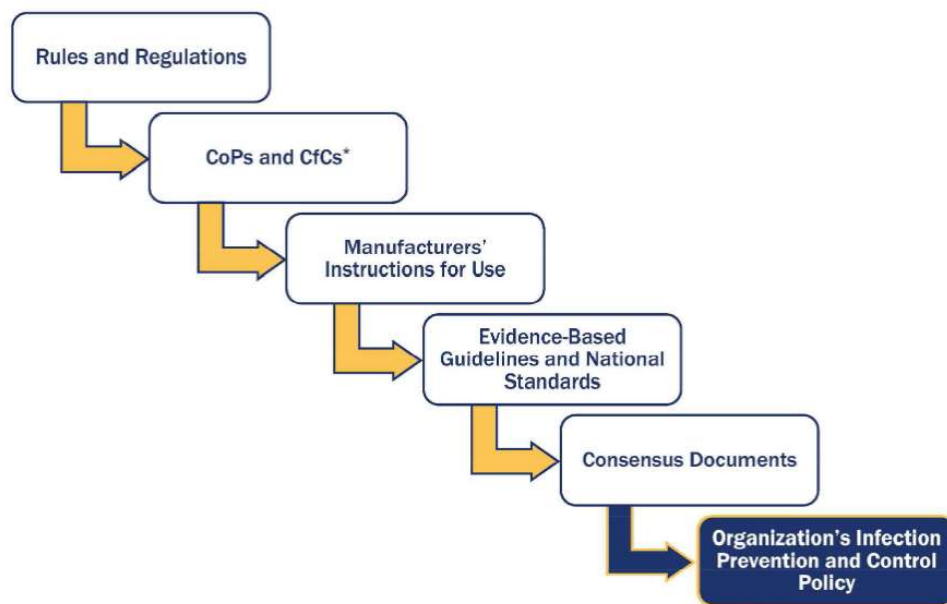 Rules and Regulations
CoPs and CfCs*
Manufacturers'
Instructions for Use
Evidence-Based
Guidelines and National
Standards
Consensus Documents
Organization's Infection
Prevention and Control
Policy